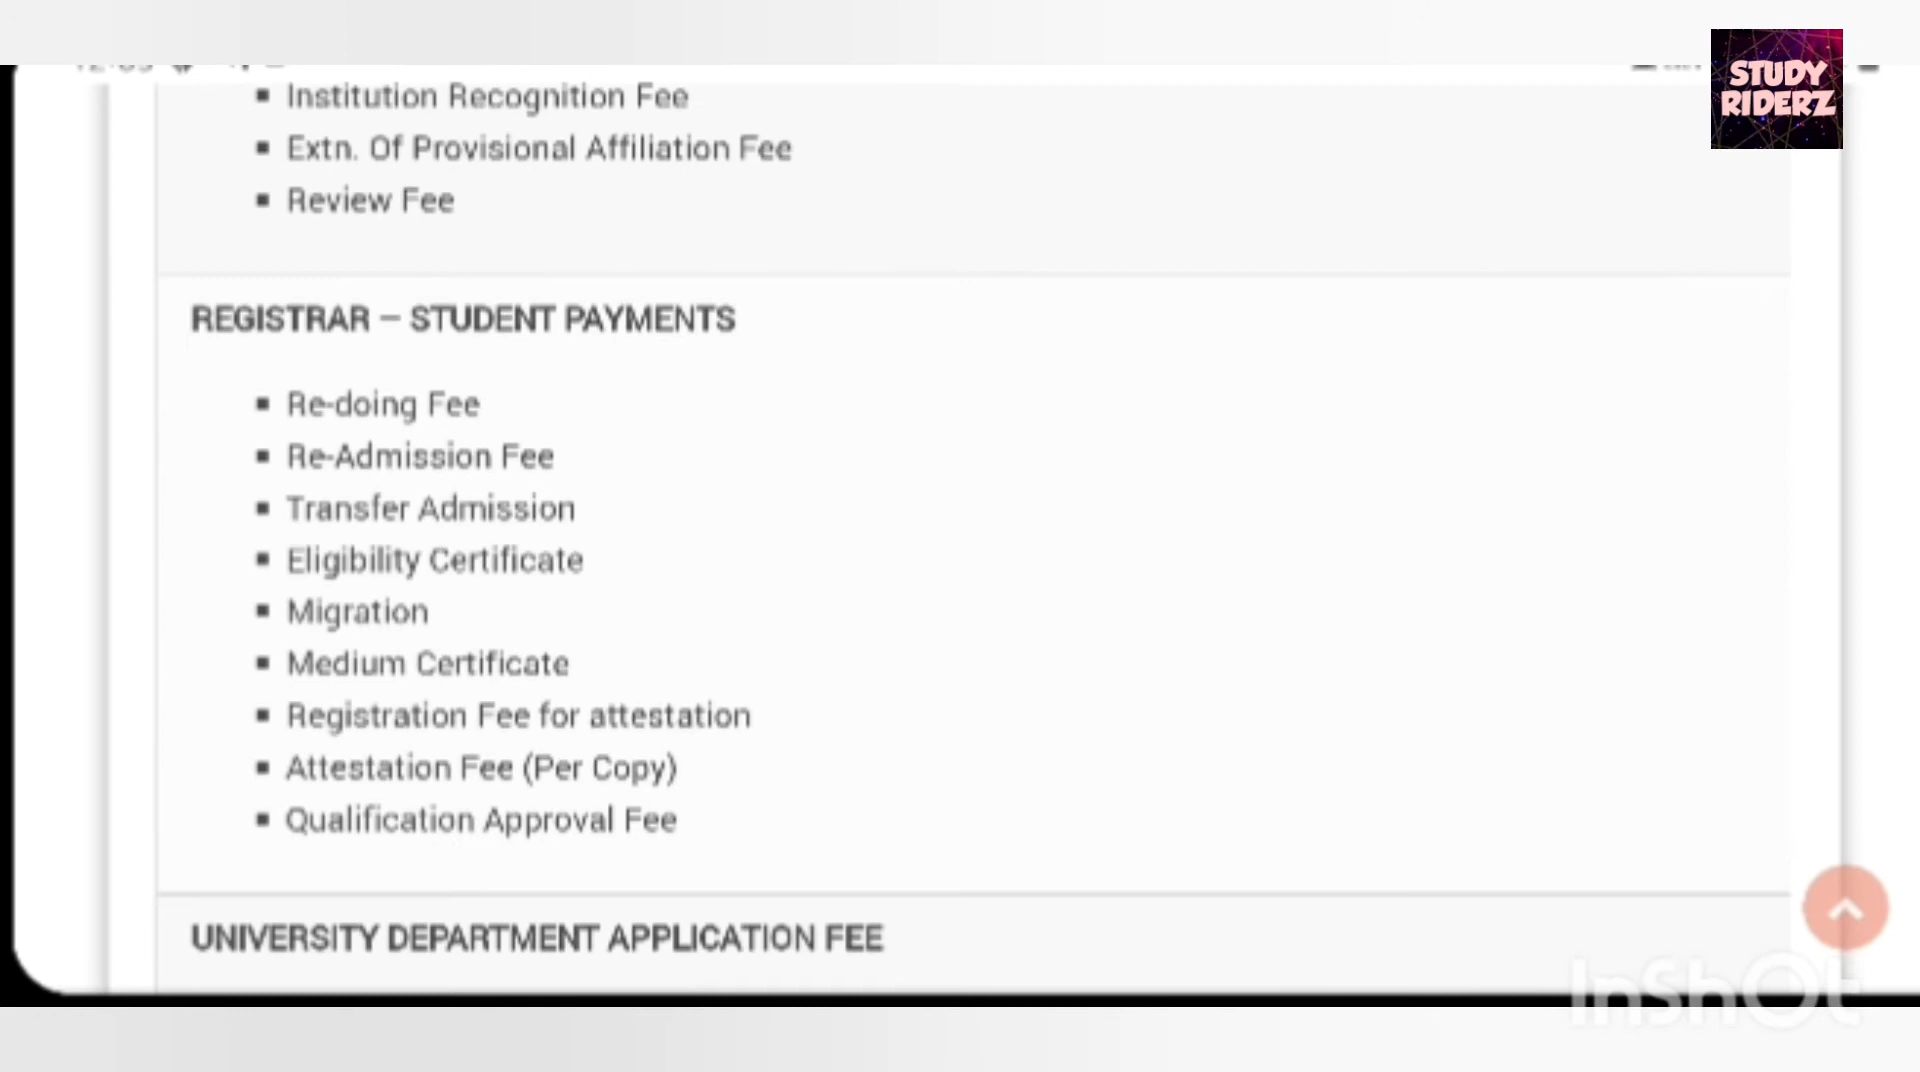 STUDY
RIDERZ
▪ Institution Recognition Fee
▪ Extn. Of Provisional Affiliation Fee
▪ Review Fee
REGISTRAR – STUDENT PAYMENTS
▪ Re-doing Fee
▪ Re-Admission Fee
▪ Transfer Admission
▪ Eligibility Certificate
▪ Migration
▪ Medium Certificate
▪ Registration Fee for attestation
▪ Attestation Fee (Per Copy)
▪ Qualification Approval Fee
UNIVERSITY DEPARTMENT APPLICATION FEE
InShOt